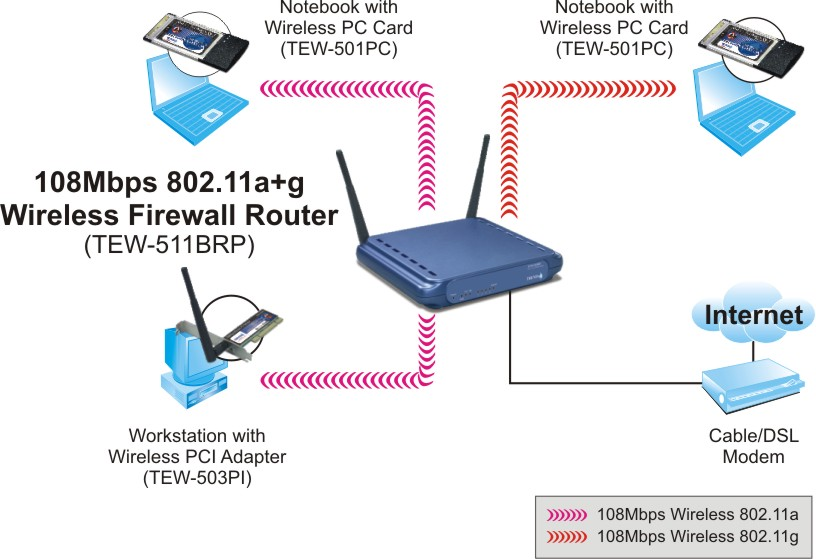 Notebook with
Wireless PC Card
(TEW-501PC)
Notebook with
Wireless PC Card
(TEW-501PC)
108Mbps 802.11a+g
Wireless Firewall Router
(TEW-511BRP)
Internet
Workstation with
Wireless PCI Adapter
(TEW-503PI)
Cable/DSL
Modem
108Mbps Wireless 802.11a
108Mbps Wireless 802.11g